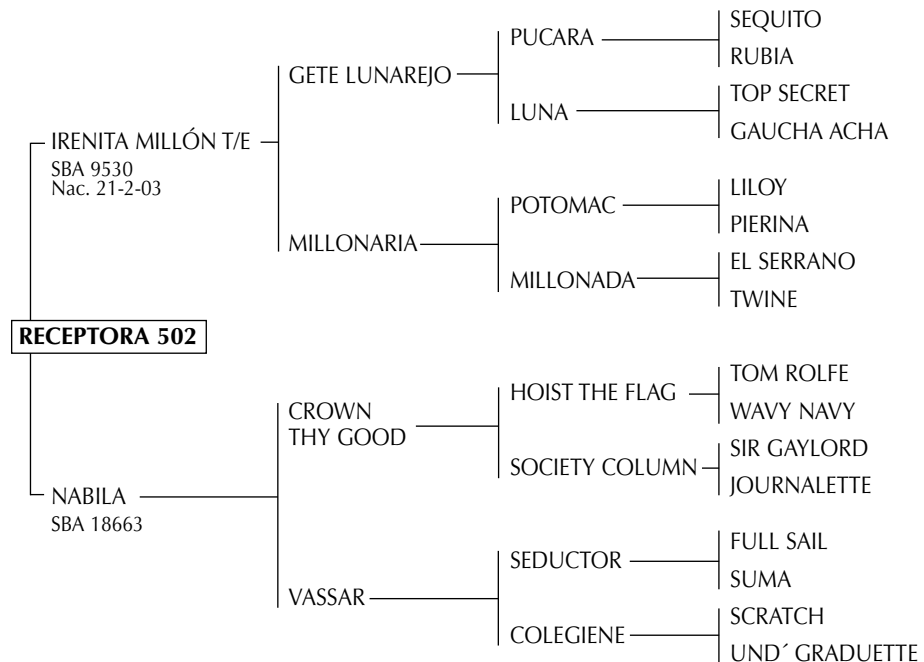 SEQUITO
PUCARA
RUBIA
GETE LUNAREJO
TOP SECRET
LUNA
GAUCHA ACHA
IRENITA MILLÓN T/E
SBA 9530
Nac. 21-2-03
LILOY
POTOMAC
PIERINA
MILLONARIA
EL SERRANO
MILLONADA
TWINE
RECEPTORA 502
TOM ROLFE
HOIST THE FLAG
WAVY NAVY
CROWN
THY GOOD
SIR GAYLORD
SOCIETY COLUMN
JOURNALETTE
NABILA
SBA 18663
FULL SAIL
SEDUCTOR
SUMA
VASSAR
SCRATCH
COLEGIENE
UND´ GRADUETTE